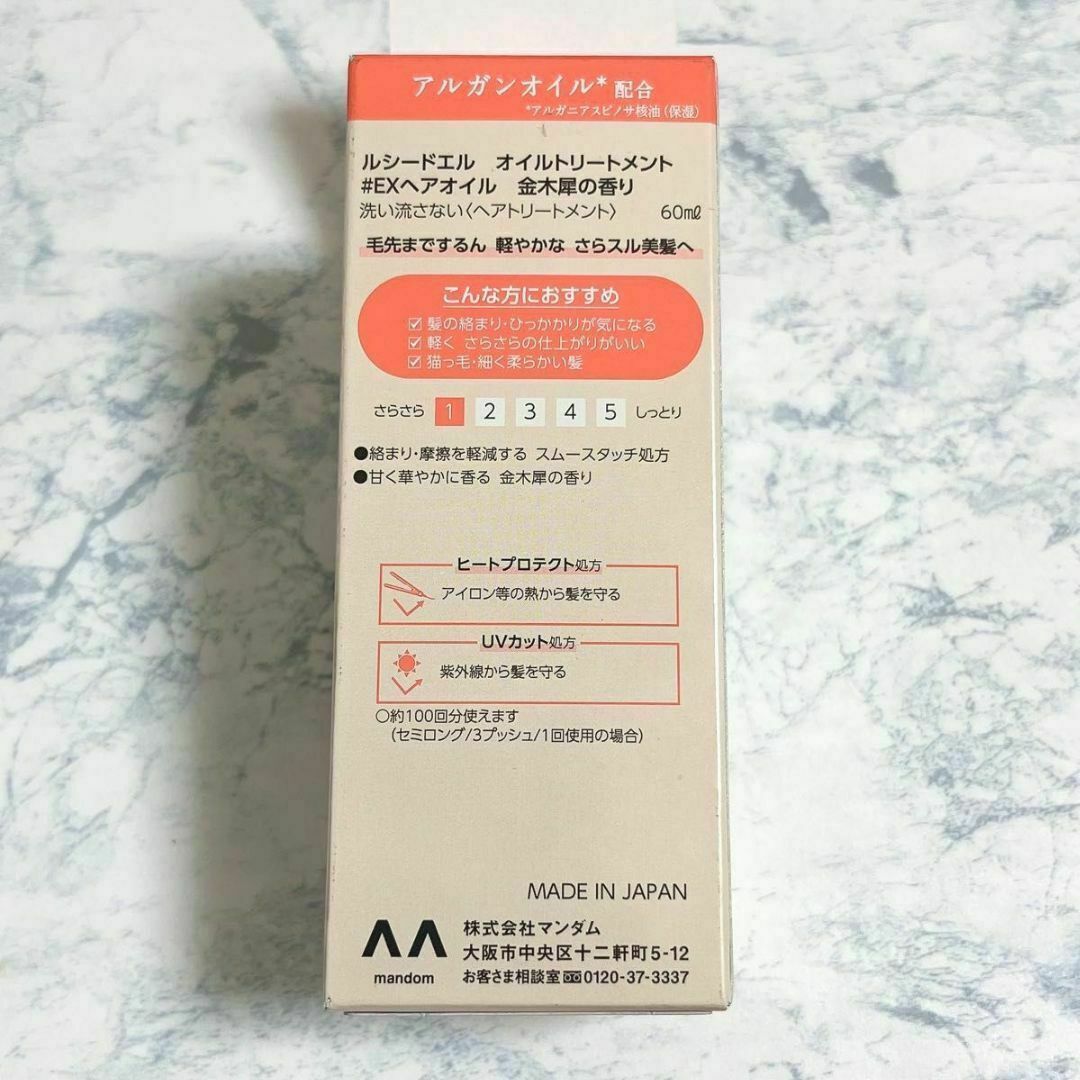 アルガンオイル* 配合
*アルガニアスピノサ核油(保湿)
ルシードエル オイルトリートメント
#EXヘアオイル 金木犀の香り
洗い流さない〈ヘアトリートメント〉 60mℓ
毛先までするん 軽やかな さらスル美髪へ
こんな方におすすめ
☑ 髪の絡まり・ひっかかりが気になる
☑ 軽く さらさらの仕上がりがいい
☑ 猫っ毛・細く柔らかい髪
さらさら 1 2 3 4 5 しっとり
●絡まり・摩擦を軽減する スムースタッチ処方
●甘く華やかに香る 金木犀の香り
ヒートプロテクト処方
アイロン等の熱から髪を守る
UVカット処方
紫外線から髪を守る
○約100回分使えます
(セミロング/3プッシュ/1回使用の場合)
MADE IN JAPAN
mandom
株式会社マンダム
大阪市中央区十二軒町5-12
お客さま相談室 0120-37-3337